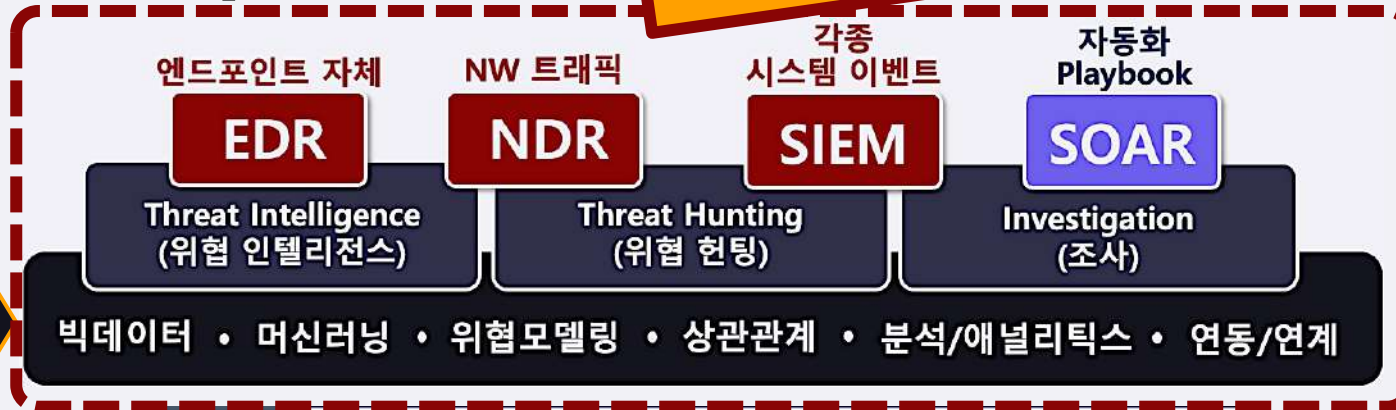 엔드포인트 자체
NW 트래픽
각종
시스템 이벤트
자동화
Playbook
EDR
NDR
SIEM
SOAR
Threat Intelligence
(위협 인텔리전스)
Threat Hunting
(위협 헌팅)
Investigation
(조사)
빅데이터 • 머신러닝 • 위협모델링 • 상관관계 • 분석/애널리틱스 • 연동/연계